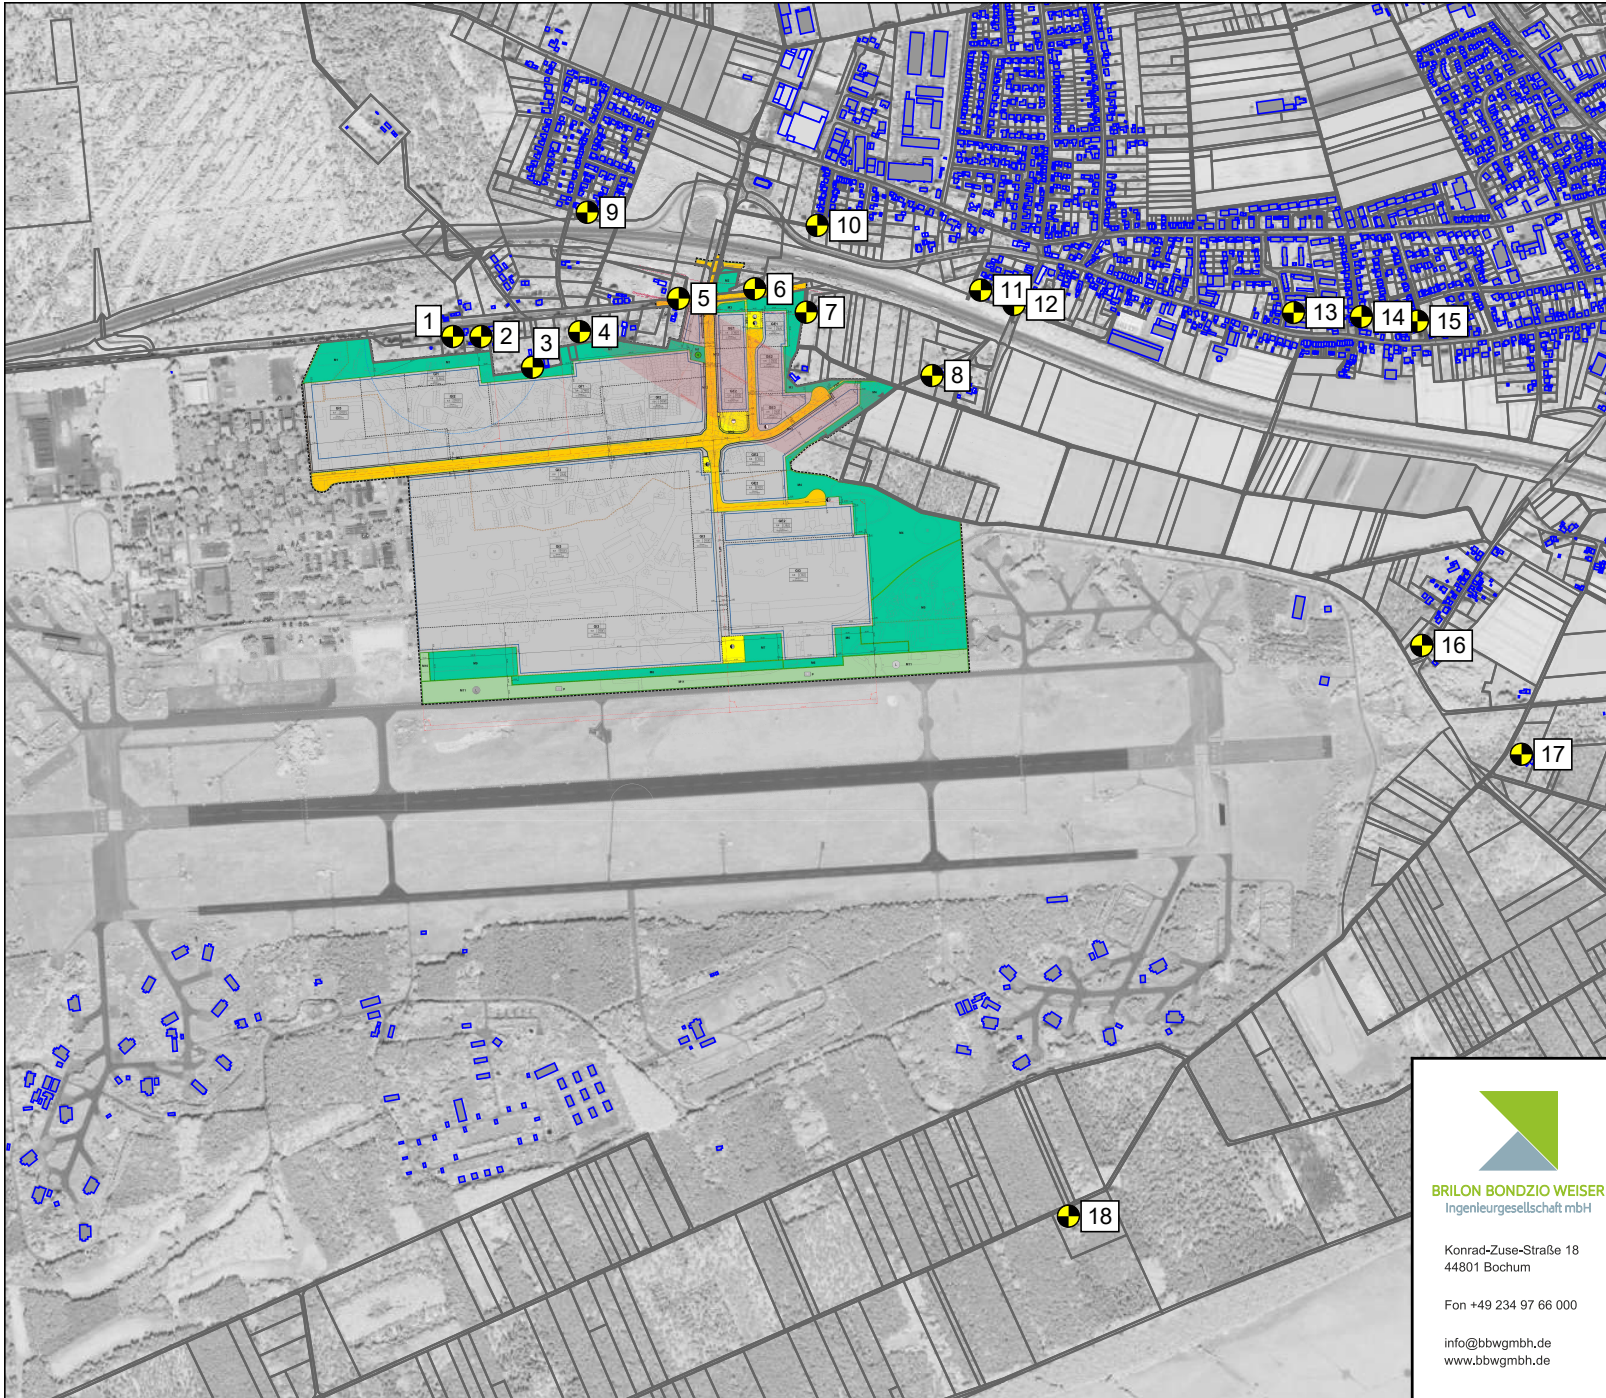 9
10
6
5
11
7
12
1
2
4
13
14
15
3
8
16
17
18
BRILON BONDZIO WEISER
Ingenieurgesellschaft mbH
Konrad-Zuse-Straße 18
44801 Bochum
Fon +49 234 97 66 000
info@bbwgmbh.de
www.bbwgmbh.de